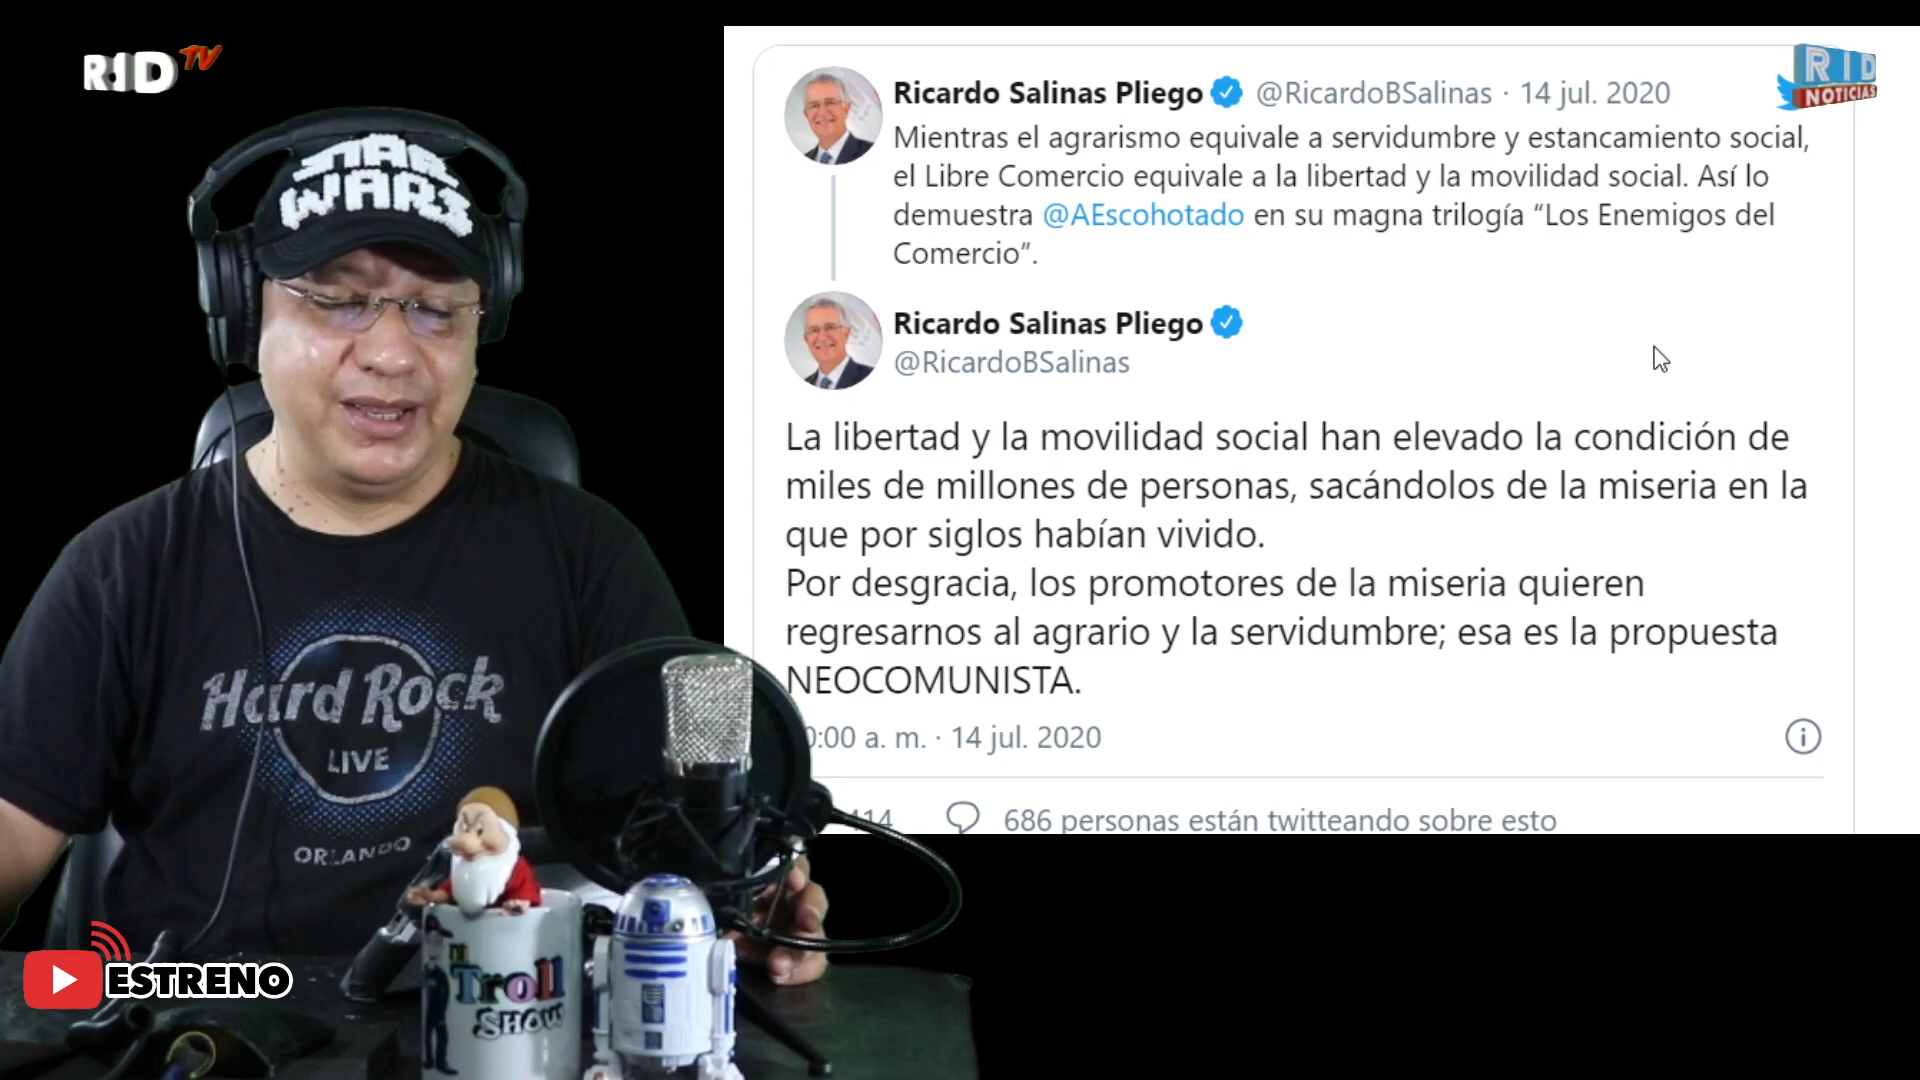 RID TV
STAR
WARS
Hard Rock
LIVE
ORLANDO
Troll
SHOW
ESTRENO
RID
NOTICIAS
Ricardo Salinas Pliego @RicardoBSalinas · 14 jul. 2020
Mientras el agrarismo equivale a servidumbre y estancamiento social,
el Libre Comercio equivale a la libertad y la movilidad social. Así lo
demuestra @AEscohotado en su magna trilogía “Los Enemigos del
Comercio”.
Ricardo Salinas Pliego
@RicardoBSalinas
La libertad y la movilidad social han elevado la condición de
miles de millones de personas, sacándolos de la miseria en la
que por siglos habían vivido.
Por desgracia, los promotores de la miseria quieren
regresarnos al agrario y la servidumbre; esa es la propuesta
NEOCOMUNISTA.
0:00 a. m. · 14 jul. 2020
414
686 personas están twitteando sobre esto